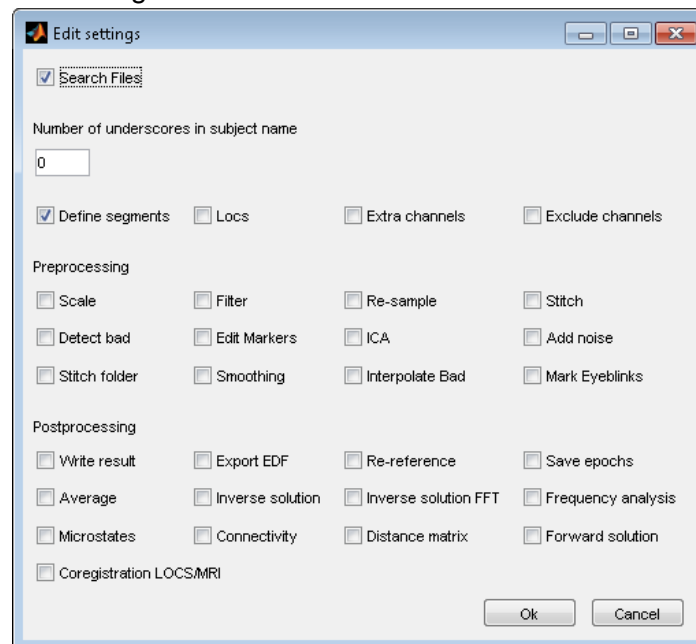 Edit settings
Search Files
Number of underscores in subject name
0
Define segments Locs Extra channels Exclude channels
Preprocessing
Scale Filter Re-sample Stitch
Detect bad Edit Markers ICA Add noise
Stitch folder Smoothing Interpolate Bad Mark Eyeblinks
Postprocessing
Write result Export EDF Re-reference Save epochs
Average Inverse solution Inverse solution FFT Frequency analysis
Microstates Connectivity Distance matrix Forward solution
Coregistration LOCS/MRI
Ok Cancel